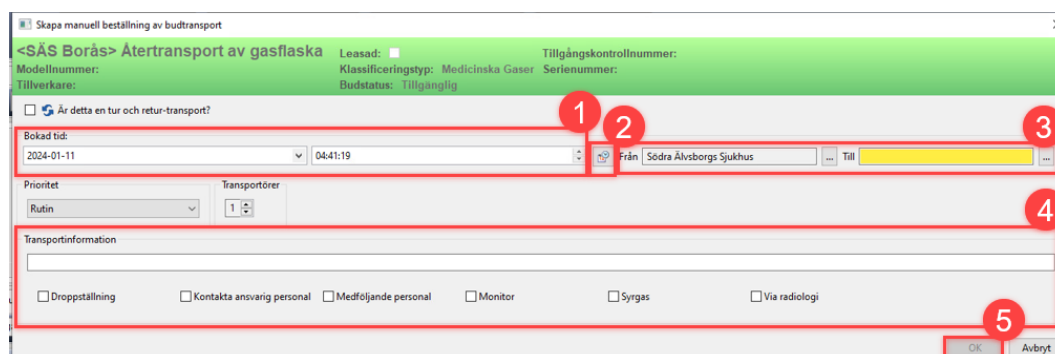 Skapa manuell beställning av budtransport
<SÄS Borås> Återtransport av gasflaska Leasad: Tillgångskontrollnummer:
Modellnummer: Klassificeringstyp: Medicinska Gaser Serienummer:
Tillverkare: Budstatus: Tillgänglig
Är detta en tur och retur-transport?
1 2 3
Bokad tid:
2024-01-11 04:41:19 Från Södra Älvsborgs Sjukhus ... Till ...
Prioritet Transportörer
Rutin 1
4
Transportinformation
Droppställning Kontakta ansvarig personal Medföljande personal Monitor Syrgas Via radiologi
5
OK Avbryt